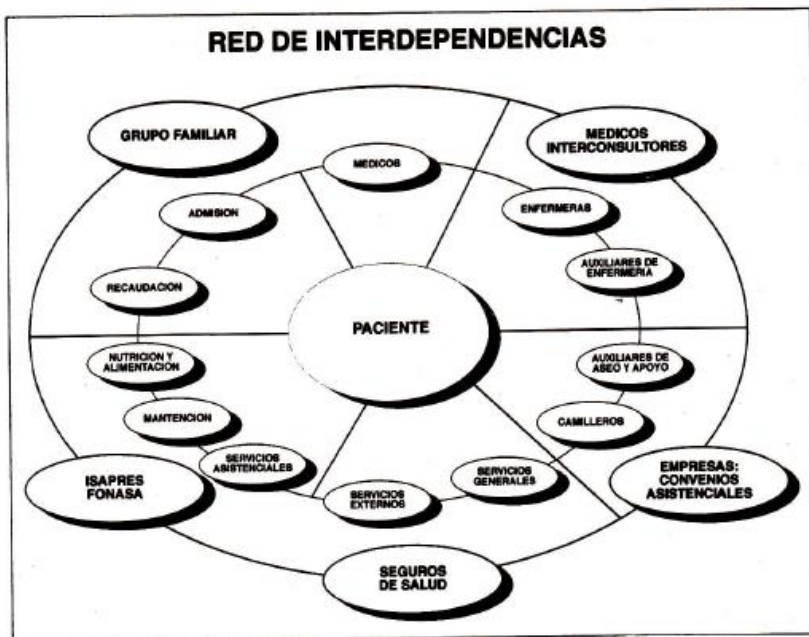 RED DE INTERDEPENDENCIAS
GRUPO FAMILIAR
MEDICOS
INTERCONSULTORES
MEDICOS
ADMISION
ENFERMERAS
AUXILIARES DE
ENFERMERIA
RECAUDACION
PACIENTE
NUTRICION Y
ALIMENTACION
AUXILIARES DE
ASEO Y APOYO
MANTENCION
CAMILLEROS
SERVICIOS
ASISTENCIALES
SERVICIOS
GENERALES
ISAPRES
FONASA
SERVICIOS
EXTERNOS
EMPRESAS:
CONVENIOS
ASISTENCIALES
SEGUROS
DE SALUD